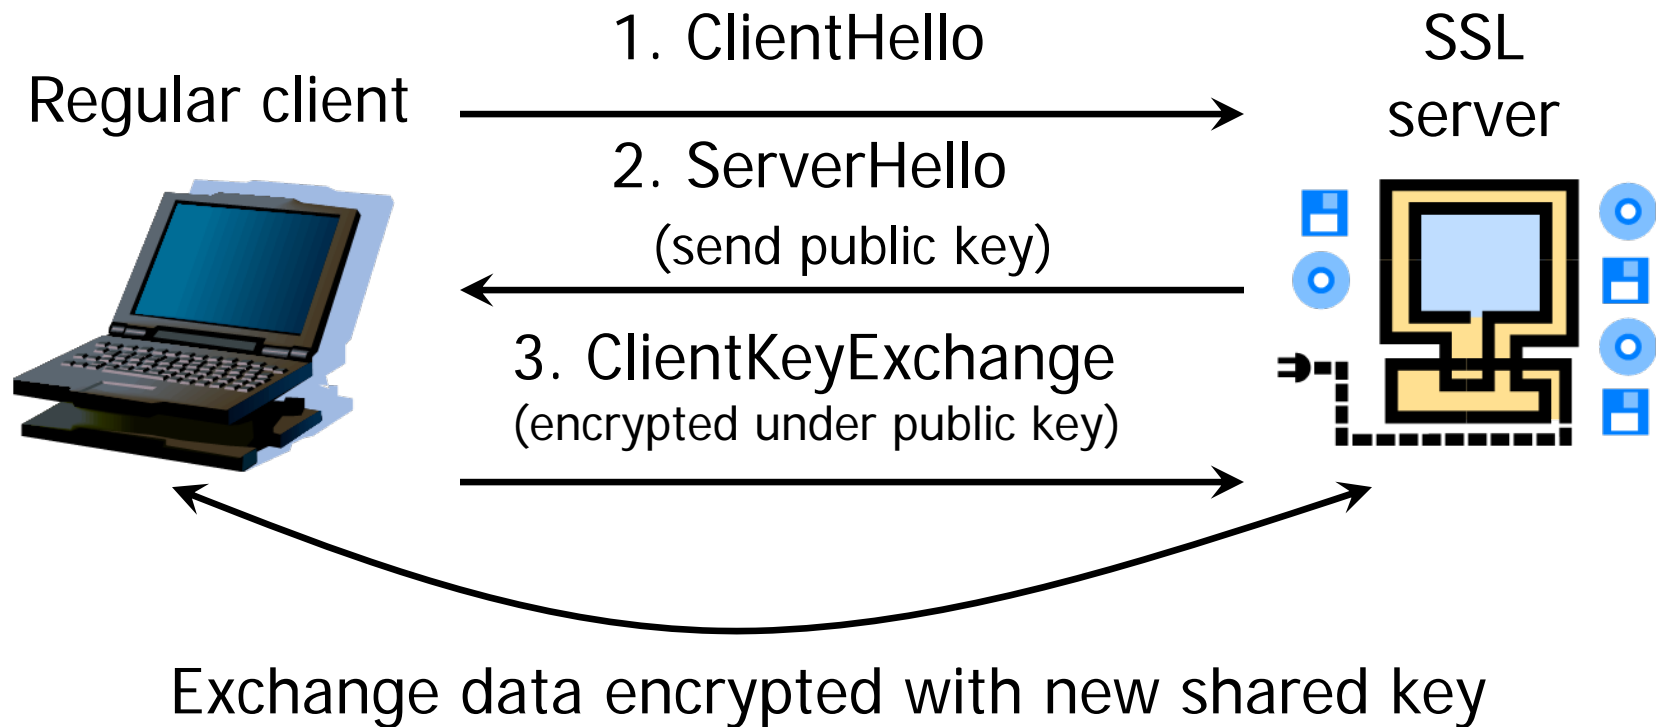 1. ClientHello
SSL
server
Regular client
2. ServerHello
(send public key)
3. ClientKeyExchange
(encrypted under public key)
Exchange data encrypted with new shared key